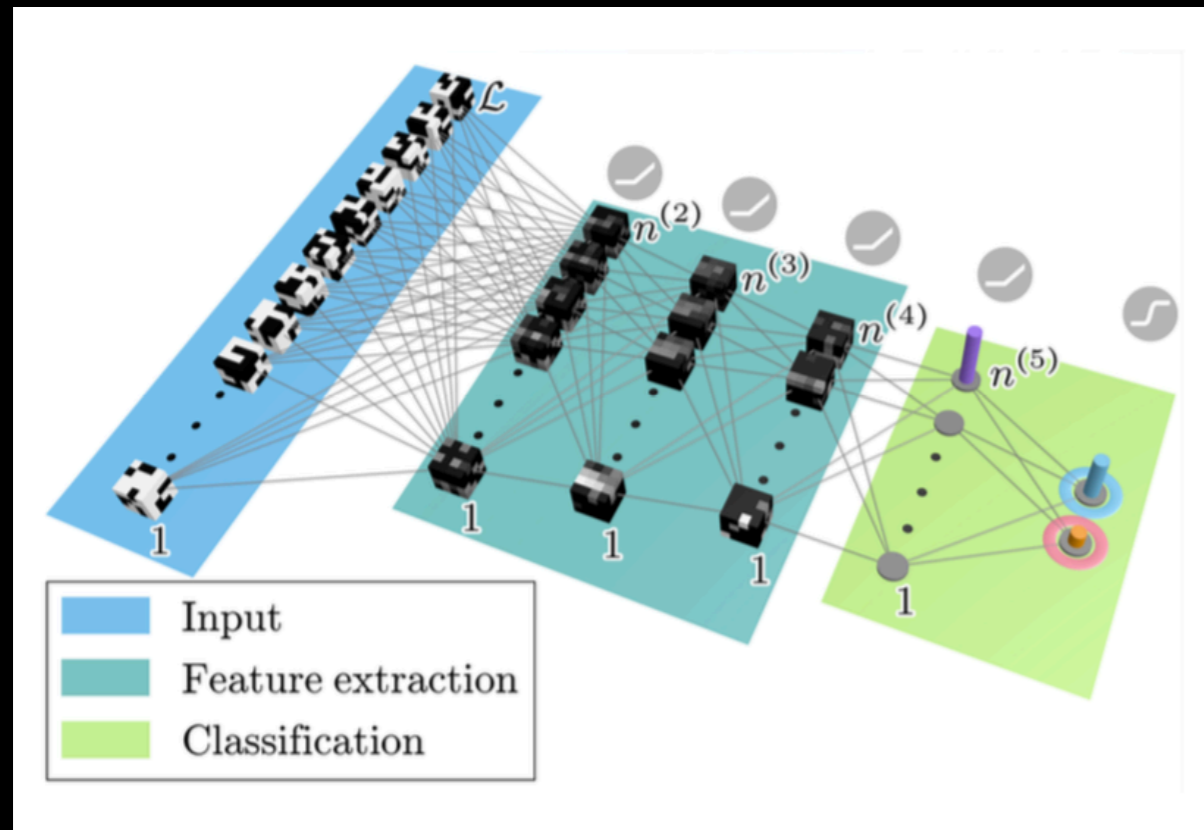 ℒ
n^(2)
n^(3)
n^(4)
n^(5)
1
1
1
1
1
Input
Feature extraction
Classification